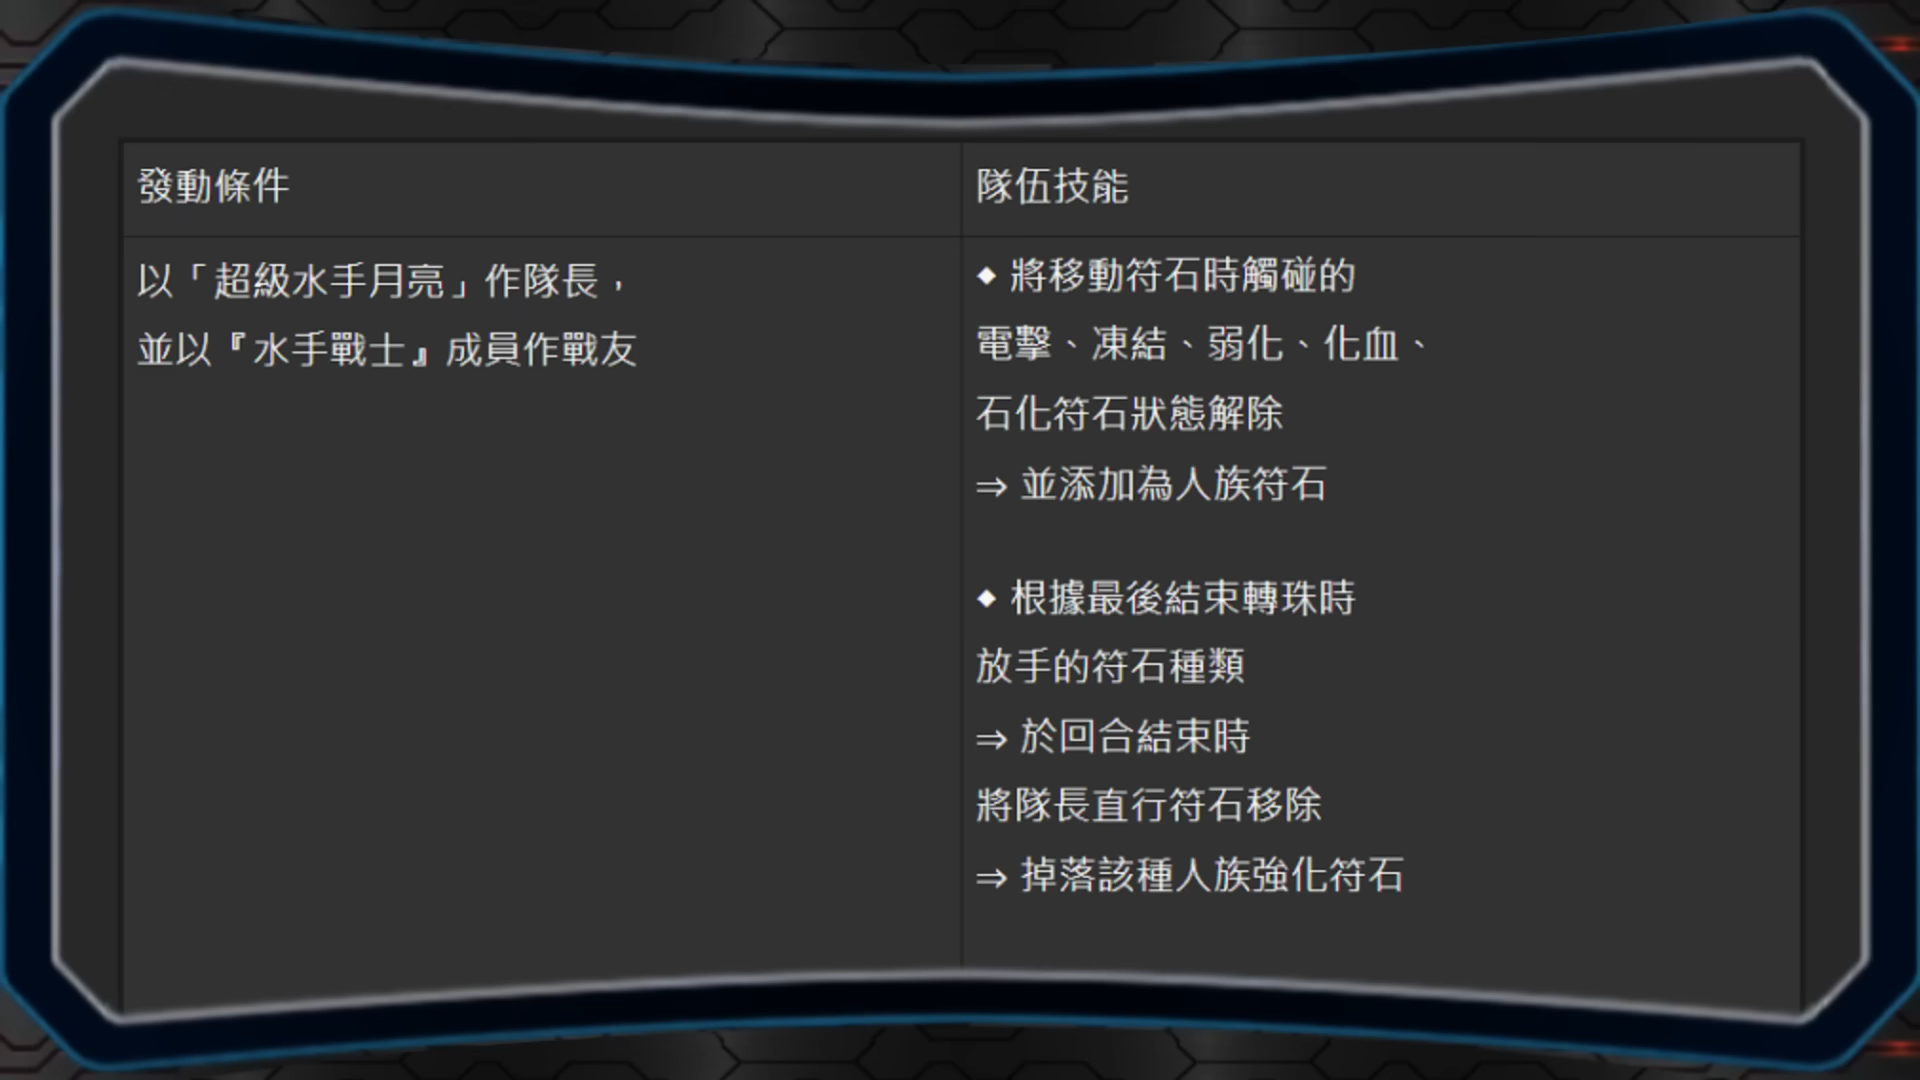 發動條件
隊伍技能
以「超級水手月亮」作隊長，
並以『水手戰士』成員作戰友
◆ 將移動符石時觸碰的
電擊、凍結、弱化、化血、
石化符石狀態解除
⇒ 並添加為人族符石
◆ 根據最後結束轉珠時
放手的符石種類
⇒ 於回合結束時
將隊長直行符石移除
⇒ 掉落該種人族強化符石